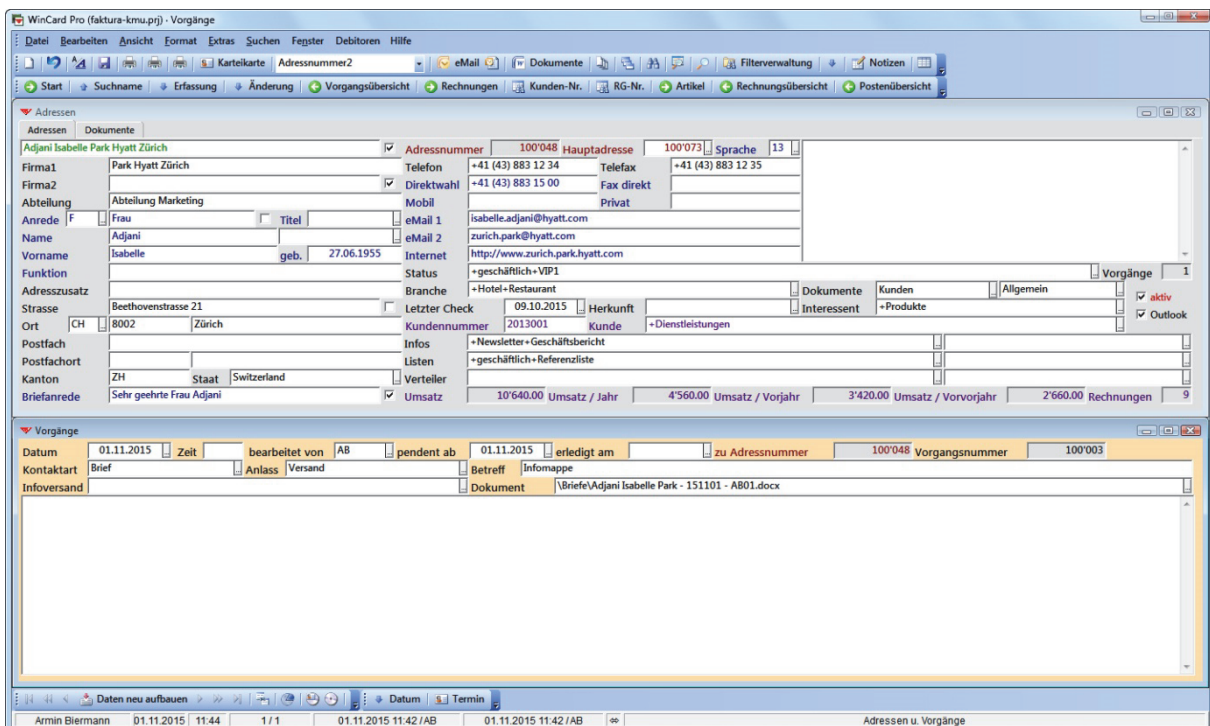 WinCard Pro (faktura-kmu.prj) - Vorgänge
Datei Bearbeiten Ansicht Format Extras Suchen Fenster Debitoren Hilfe
Karteikarte Adressnummer2 eMail Dokumente Filterverwaltung Notizen
Start Suchname Erfassung Änderung Vorgangsübersicht Rechnungen Kunden-Nr. RG-Nr. Artikel Rechnungsübersicht Postenübersicht
Adressen
Adressen Dokumente
Adjani Isabelle Park Hyatt Zürich Adressnummer 100'048 Hauptadresse 100'073 Sprache 13
Firma1 Park Hyatt Zürich Telefon +41 (43) 883 12 34 Telefax +41 (43) 883 12 35
Firma2 Direktwahl +41 (43) 883 15 00 Fax direkt
Abteilung Abteilung Marketing Mobil Privat
Anrede F Frau Titel eMail 1 isabelle.adjani@hyatt.com
Name Adjani eMail 2 zurich.park@hyatt.com
Vorname Isabelle geb. 27.06.1955 Internet http://www.zurich.park.hyatt.com
Funktion Status +geschäftlich+VIP1 Vorgänge 1
Adresszusatz Branche +Hotel+Restaurant Dokumente Kunden Allgemein aktiv
Strasse Beethovenstrasse 21 Letzter Check 09.10.2015 Herkunft Interessent +Produkte Outlook
Ort CH 8002 Zürich Kundennummer 2013001 Kunde +Dienstleistungen
Postfach Infos +Newsletter+Geschäftsbericht
Postfachort Listen +geschäftlich+Referenzliste
Kanton ZH Staat Switzerland Verteiler
Briefanrede Sehr geehrte Frau Adjani Umsatz 10'640.00 Umsatz / Jahr 4'560.00 Umsatz / Vorjahr 3'420.00 Umsatz / Vorvorjahr 2'660.00 Rechnungen 9
Vorgänge
Datum 01.11.2015 Zeit bearbeitet von AB pendent ab 01.11.2015 erledigt am zu Adressnummer 100'048 Vorgangsnummer 100'003
Kontaktart Brief Anlass Versand Betreff Infomappe
Infoversand Dokument \Briefe\Adjani Isabelle Park - 151101 - AB01.docx
Daten neu aufbauen Datum Termin
Armin Biermann 01.11.2015 11:44 1/1 01.11.2015 11:42 /AB 01.11.2015 11:42 /AB Adressen u. Vorgänge